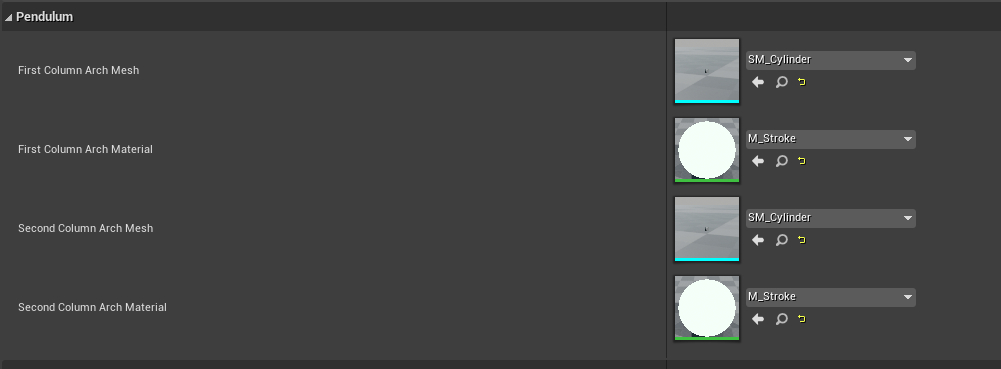 Pendulum
First Column Arch Mesh
SM_Cylinder
First Column Arch Material
M_Stroke
Second Column Arch Mesh
SM_Cylinder
Second Column Arch Material
M_Stroke